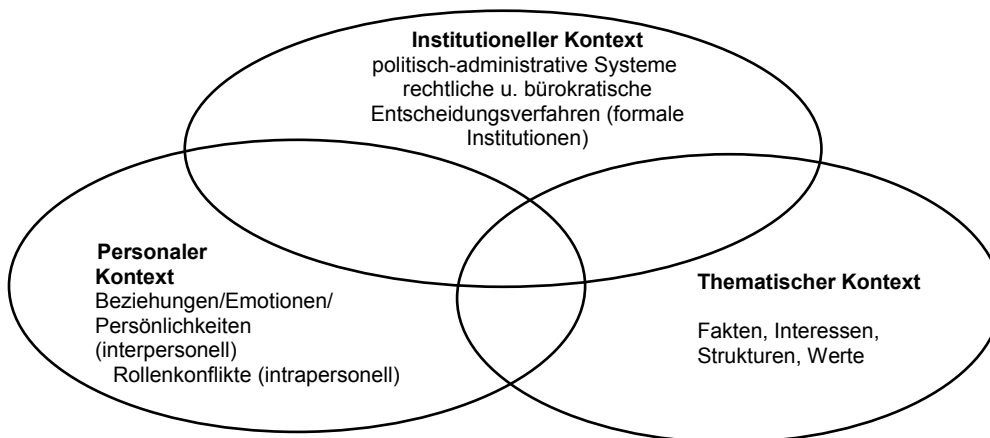 Institutioneller Kontext
politisch-administrative Systeme
rechtliche u. bürokratische
Entscheidungsverfahren (formale
Institutionen)
Personaler
Kontext
Beziehungen/Emotionen/
Persönlichkeiten
(interpersonell)
Rollenkonflikte (intrapersonell)
Thematischer Kontext
Fakten, Interessen,
Strukturen, Werte